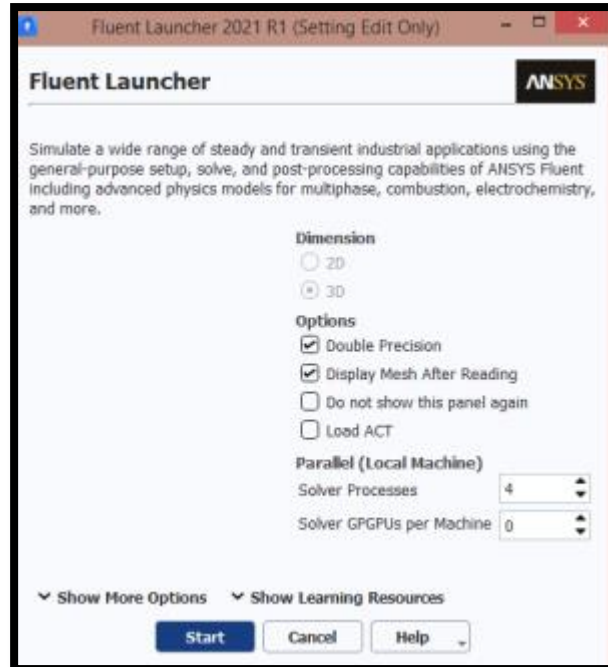 Fluent Launcher 2021 R1 (Setting Edit Only)
Fluent Launcher
ANSYS
Simulate a wide range of steady and transient industrial applications using the
general-purpose setup, solve, and post-processing capabilities of ANSYS Fluent
including advanced physics models for multiphase, combustion, electrochemistry,
and more.
Dimension
2D
3D
Options
Double Precision
Display Mesh After Reading
Do not show this panel again
Load ACT
Parallel (Local Machine)
Solver Processes 4
Solver GPGPUs per Machine 0
Show More Options Show Learning Resources
Start Cancel Help